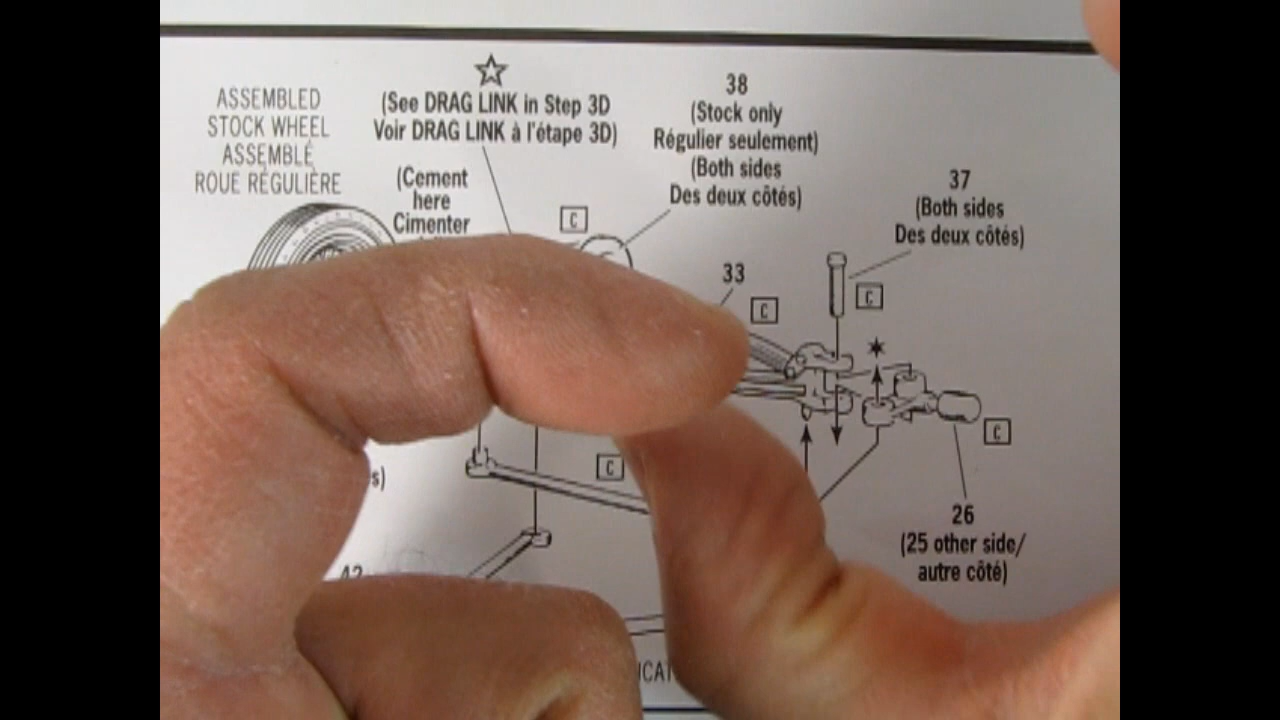 ASSEMBLED
STOCK WHEEL
ASSEMBLÉ
ROUE RÉGULIÈRE
☆
(See DRAG LINK in Step 3D
Voir DRAG LINK à l'étape 3D)
(Cement
here
Cimenter
C
38
(Stock only
Régulier seulement)
(Both sides
Des deux côtés)
37
(Both sides
Des deux côtés)
C
33
C
C
26
(25 other side/
autre côté)
C
s)
42